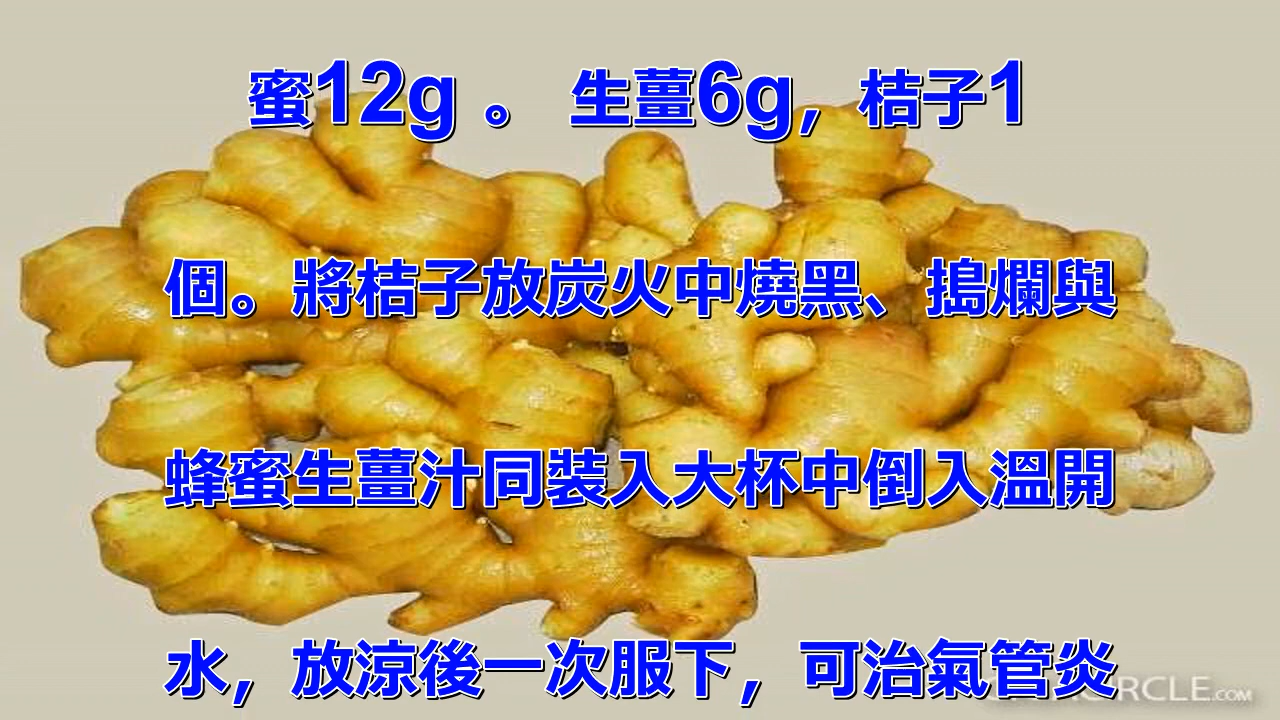 蜜12g 。 生薑6g，桔子1
個。將桔子放炭火中燒黑、搗爛與
蜂蜜生薑汁同裝入大杯中倒入溫開
水，放涼後一次服下，可治氣管炎
CIRCLE.COM